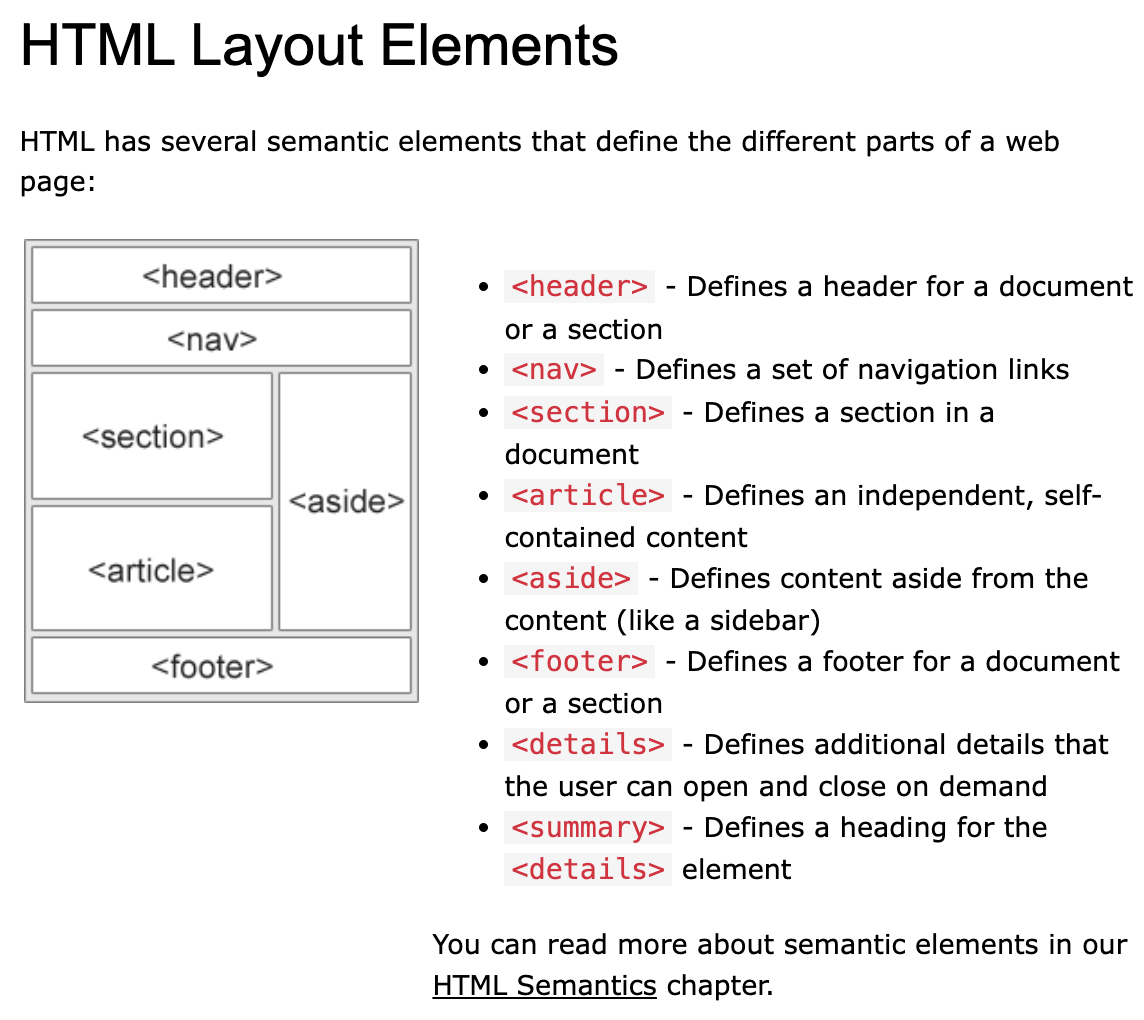 HTML Layout Elements
HTML has several semantic elements that define the different parts of a web
page:
<header>
<nav>
<section>
<aside>
<article>
<footer>
• <header> - Defines a header for a document
or a section
• <nav> - Defines a set of navigation links
• <section> - Defines a section in a
document
• <article> - Defines an independent, self-
contained content
• <aside> - Defines content aside from the
content (like a sidebar)
• <footer> - Defines a footer for a document
or a section
• <details> - Defines additional details that
the user can open and close on demand
• <summary> - Defines a heading for the
<details> element
You can read more about semantic elements in our
HTML Semantics chapter.